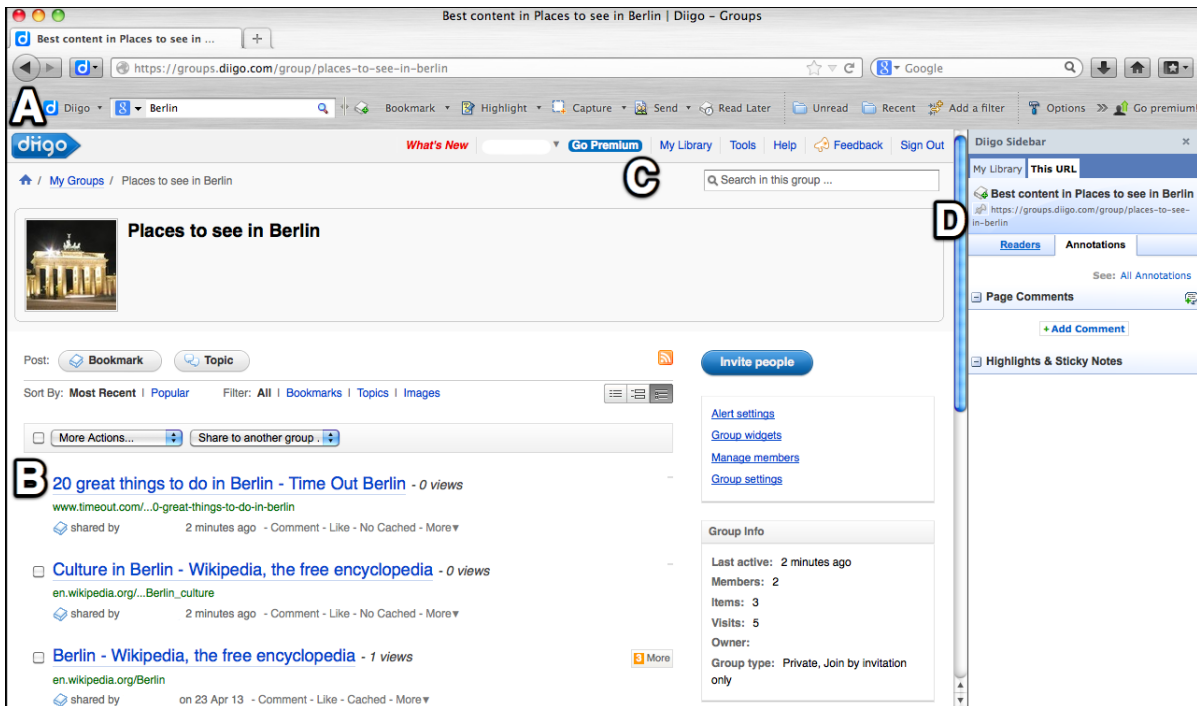 Best content in Places to see in Berlin | Diigo – Groups
Best content in Places to see in ...
https://groups.diigo.com/group/places-to-see-in-berlin
Google
A
Diigo
Berlin
Bookmark
Highlight
Capture
Send
Read Later
Unread
Recent
Add a filter
Options
Go premium!
diigo
What's New
Go Premium
My Library
Tools
Help
Feedback
Sign Out
C
My Groups / Places to see in Berlin
Search in this group ...
Places to see in Berlin
Post:
Bookmark
Topic
Sort By: Most Recent | Popular
Filter: All | Bookmarks | Topics | Images
More Actions...
Share to another group .
B
20 great things to do in Berlin - Time Out Berlin - 0 views
www.timeout.com/...0-great-things-to-do-in-berlin
shared by 2 minutes ago - Comment - Like - No Cached - More▾
Culture in Berlin - Wikipedia, the free encyclopedia - 0 views
en.wikipedia.org/...Berlin_culture
shared by 2 minutes ago - Comment - Like - No Cached - More▾
Berlin - Wikipedia, the free encyclopedia - 1 views
3 More
en.wikipedia.org/Berlin
shared by on 23 Apr 13 - Comment - Like - Cached - More▾
Invite people
Alert settings
Group widgets
Manage members
Group settings
Group Info
Last active: 2 minutes ago
Members: 2
Items: 3
Visits: 5
Owner:
Group type: Private, Join by invitation
only
Diigo Sidebar
My Library
This URL
D
Best content in Places to see in Berlin
https://groups.diigo.com/group/places-to-see-
in-berlin
Readers
Annotations
See: All Annotations
Page Comments
+ Add Comment
Highlights & Sticky Notes